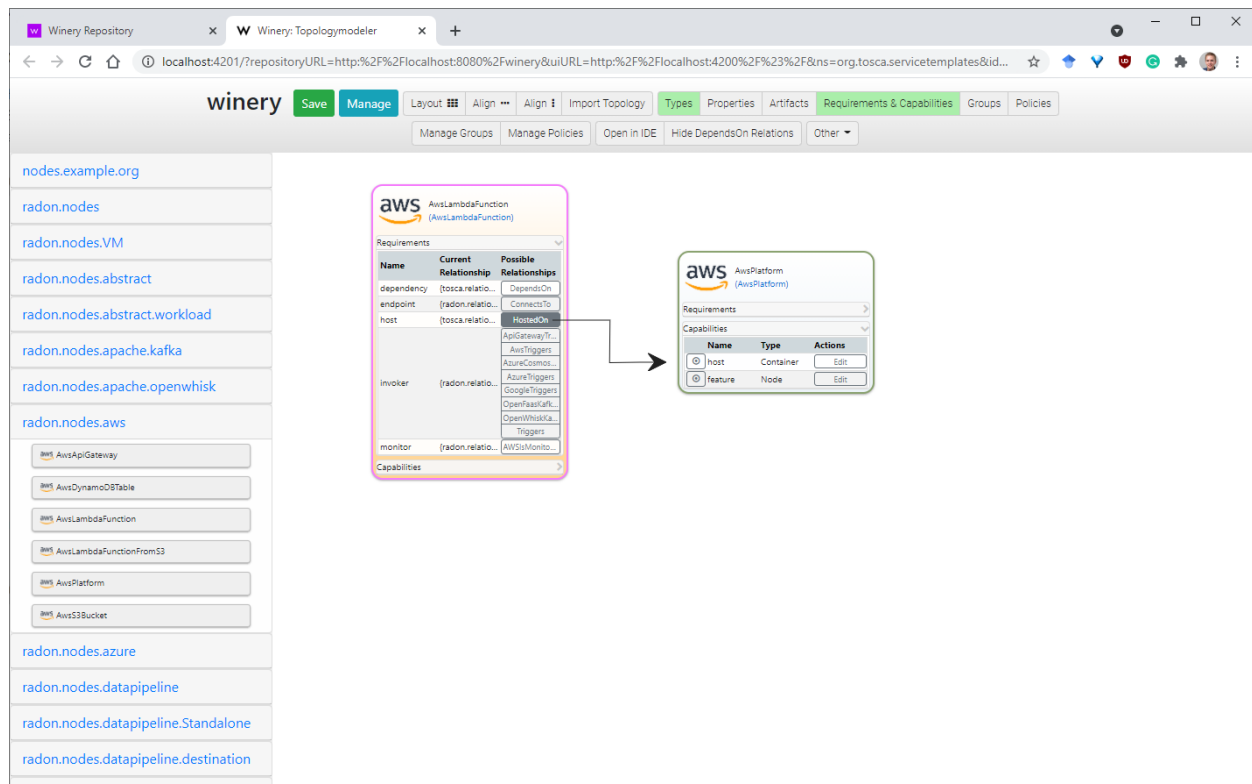 W Winery Repository
W Winery: Topologymodeler
localhost:4201/?repositoryURL=http:%2F%2Flocalhost:8080%2Fwinery&uiURL=http:%2F%2Flocalhost:4200%2F%23%2F&ns=org.tosca.servicetemplates&id...
winery Save Manage Layout Align Align Import Topology Types Properties Artifacts Requirements & Capabilities Groups Policies
Manage Groups Manage Policies Open in IDE Hide DependsOn Relations Other
nodes.example.org
radon.nodes
radon.nodes.VM
radon.nodes.abstract
radon.nodes.abstract.workload
radon.nodes.apache.kafka
radon.nodes.apache.openwhisk
radon.nodes.aws
aws AwsApiGateway
aws AwsDynamoDBTable
aws AwsLambdaFunction
aws AwsLambdaFunctionFromS3
aws AwsPlatform
aws AwsS3Bucket
radon.nodes.azure
radon.nodes.datapipeline
radon.nodes.datapipeline.Standalone
radon.nodes.datapipeline.destination
aws AwsLambdaFunction
(AwsLambdaFunction)
Requirements
Name Current Relationship Possible Relationships
dependency {tosca.relatio... DependsOn
endpoint {radon.relatio... ConnectsTo
host {tosca.relatio... HostedOn
invoker {radon.relatio...
ApiGatewayTr...
AwsTriggers
AzureCosmos...
AzureTriggers
GoogleTriggers
OpenFaasKafk...
OpenWhiskKa...
Triggers
monitor {radon.relatio... AWSIsMonito...
Capabilities
aws AwsPlatform
(AwsPlatform)
Requirements
Capabilities
Name Type Actions
host Container Edit
feature Node Edit